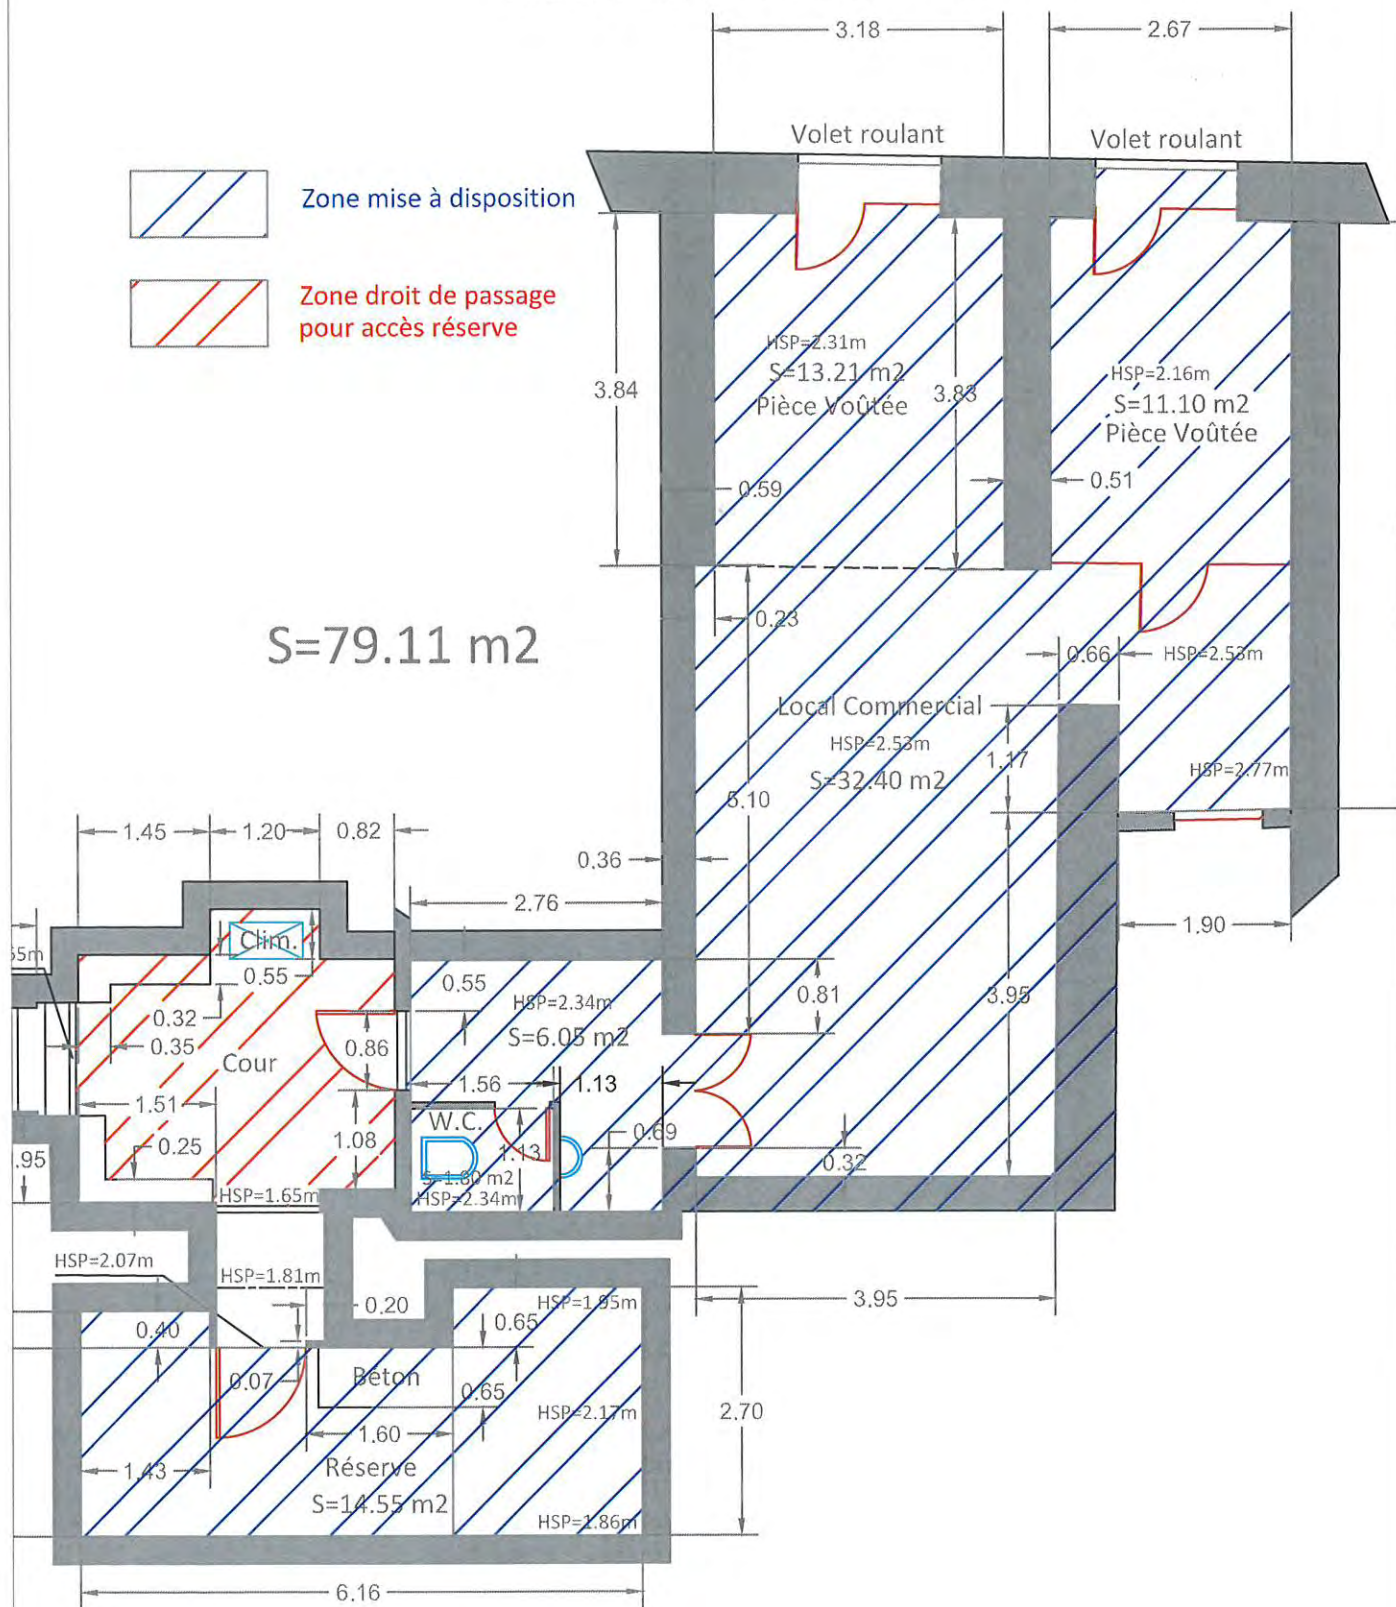 3.18
2.67
Volet roulant
Volet roulant
Zone mise à disposition
Zone droit de passage
pour accès réserve
HSP=2.31m
S=13.21 m2
Pièce Voûtée
3.84
3.83
HSP=2.16m
S=11.10 m2
Pièce Voûtée
0.59
0.51
S=79.11 m2
0.23
0.66
HSP=2.53m
Local Commercial
HSP=2.53m
S=32.40 m2
1.17
HSP=2.77m
1.45
1.20
0.82
0.36
2.76
1.90
Clim.
0.55
0.55
0.81
3.95
HSP=2.34m
S=6.05 m2
0.32
0.35
0.86
Cour
1.56
1.13
1.51
W.C.
1.08
1.13
0.69
0.32
0.25
.95
S=1.80 m2
HSP=2.34m
HSP=1.65m
HSP=2.07m
HSP=1.81m
0.20
HSP=1.95m
3.95
0.40
0.65
0.07
Béton
0.65
HSP=2.17m
2.70
1.60
1.43
Réserve
S=14.55 m2
HSP=1.86m
6.16